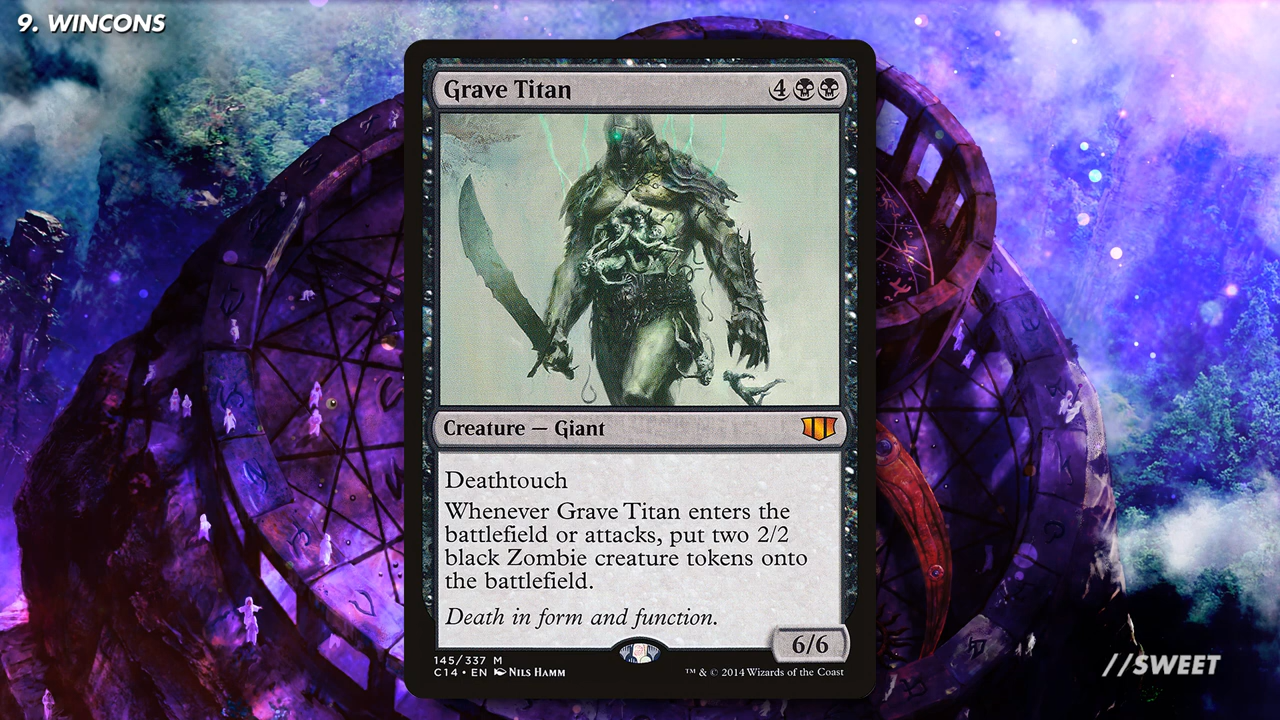 9. WINCONS
Grave Titan 4
Creature — Giant
Deathtouch
Whenever Grave Titan enters the
battlefield or attacks, put two 2/2
black Zombie creature tokens onto
the battlefield.
Death in form and function.
6/6
145/337 M
C14 • EN Nils Hamm
™ & © 2014 Wizards of the Coast
//SWEET